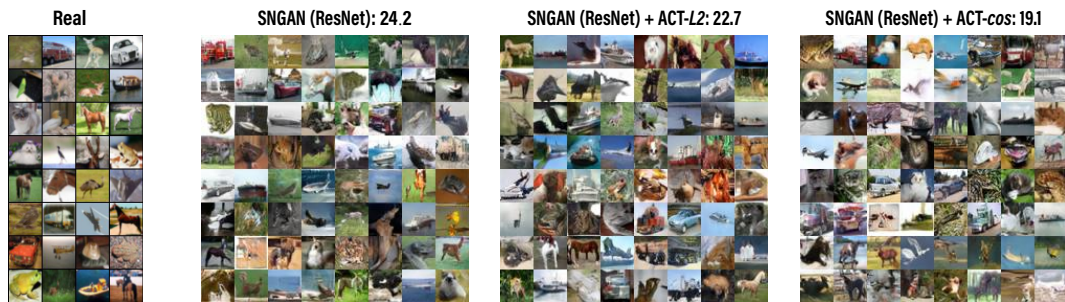 Real
SNGAN (ResNet): 24.2
SNGAN (ResNet) + ACT-L2: 22.7
SNGAN (ResNet) + ACT-cos: 19.1